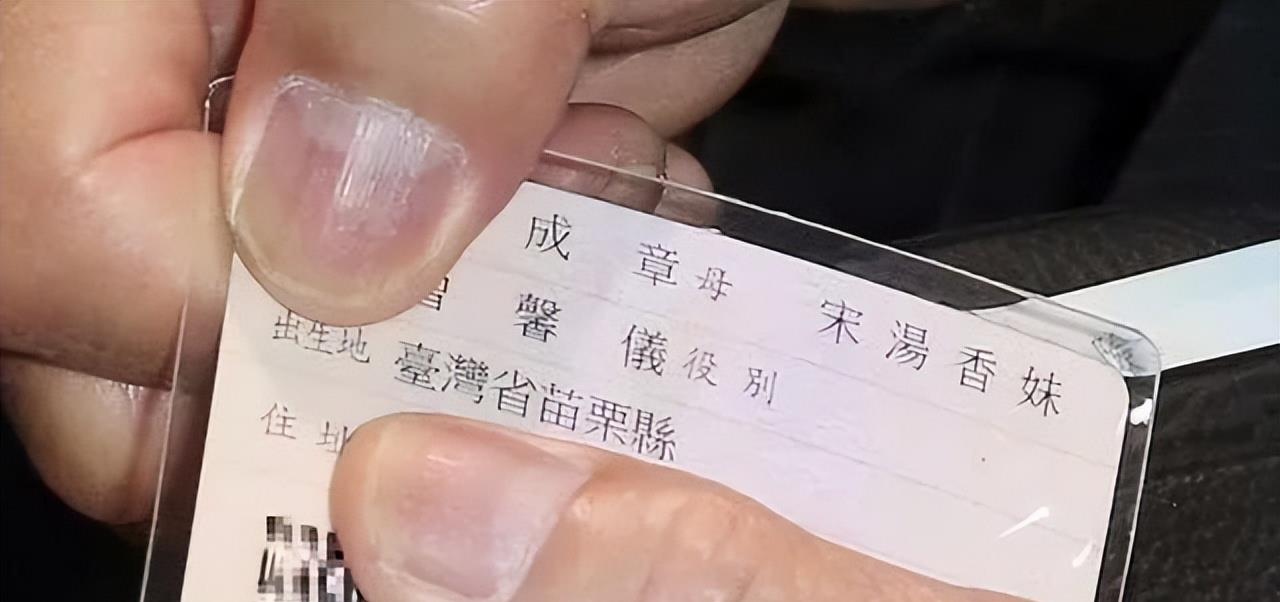 成章 母 宋湯香妹
馨儀 役別
出生地 臺灣省苗栗縣
住址